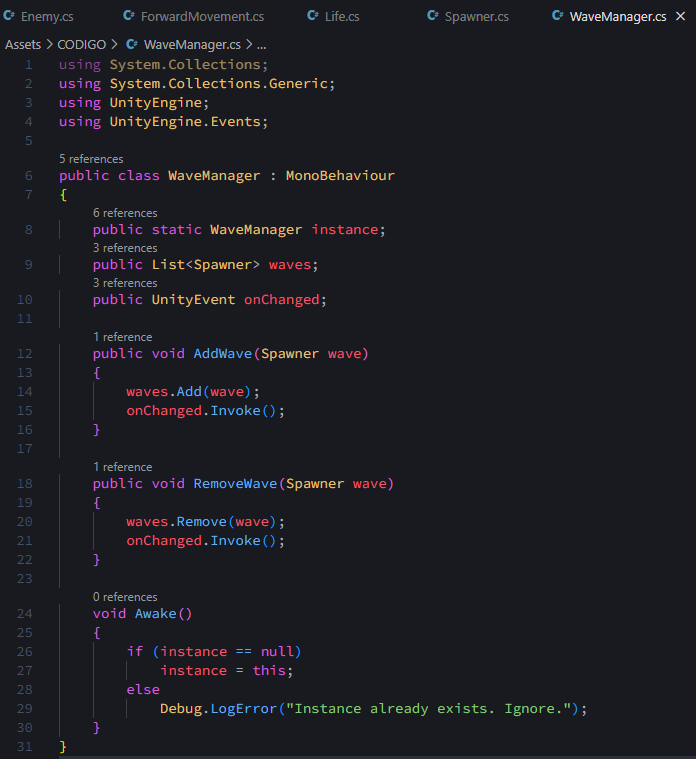 Enemy.cs ForwardMovement.cs Life.cs Spawner.cs WaveManager.cs ×
Assets > CODIGO > WaveManager.cs > ...
1 using System.Collections;
2 using System.Collections.Generic;
3 using UnityEngine;
4 using UnityEngine.Events;
5
5 references
6 public class WaveManager : MonoBehaviour
7 {
6 references
8 public static WaveManager instance;
3 references
9 public List<Spawner> waves;
3 references
10 public UnityEvent onChanged;
11
1 reference
12 public void AddWave(Spawner wave)
13 {
14 waves.Add(wave);
15 onChanged.Invoke();
16 }
17
1 reference
18 public void RemoveWave(Spawner wave)
19 {
20 waves.Remove(wave);
21 onChanged.Invoke();
22 }
23
0 references
24 void Awake()
25 {
26 if (instance == null)
27 instance = this;
28 else
29 Debug.LogError("Instance already exists. Ignore.");
30 }
31 }